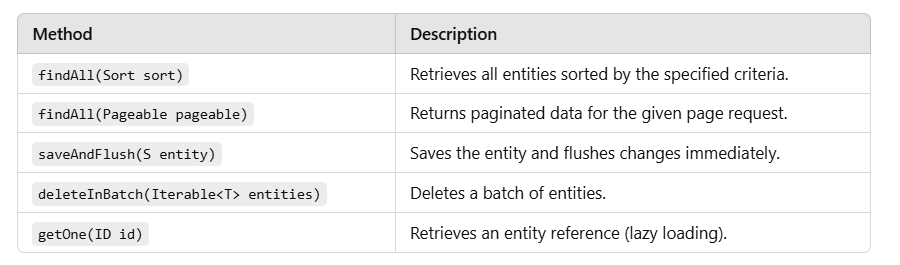 Method Description
findAll(Sort sort) Retrieves all entities sorted by the specified criteria.
findAll(Pageable pageable) Returns paginated data for the given page request.
saveAndFlush(S entity) Saves the entity and flushes changes immediately.
deleteInBatch(Iterable<T> entities) Deletes a batch of entities.
getOne(ID id) Retrieves an entity reference (lazy loading).